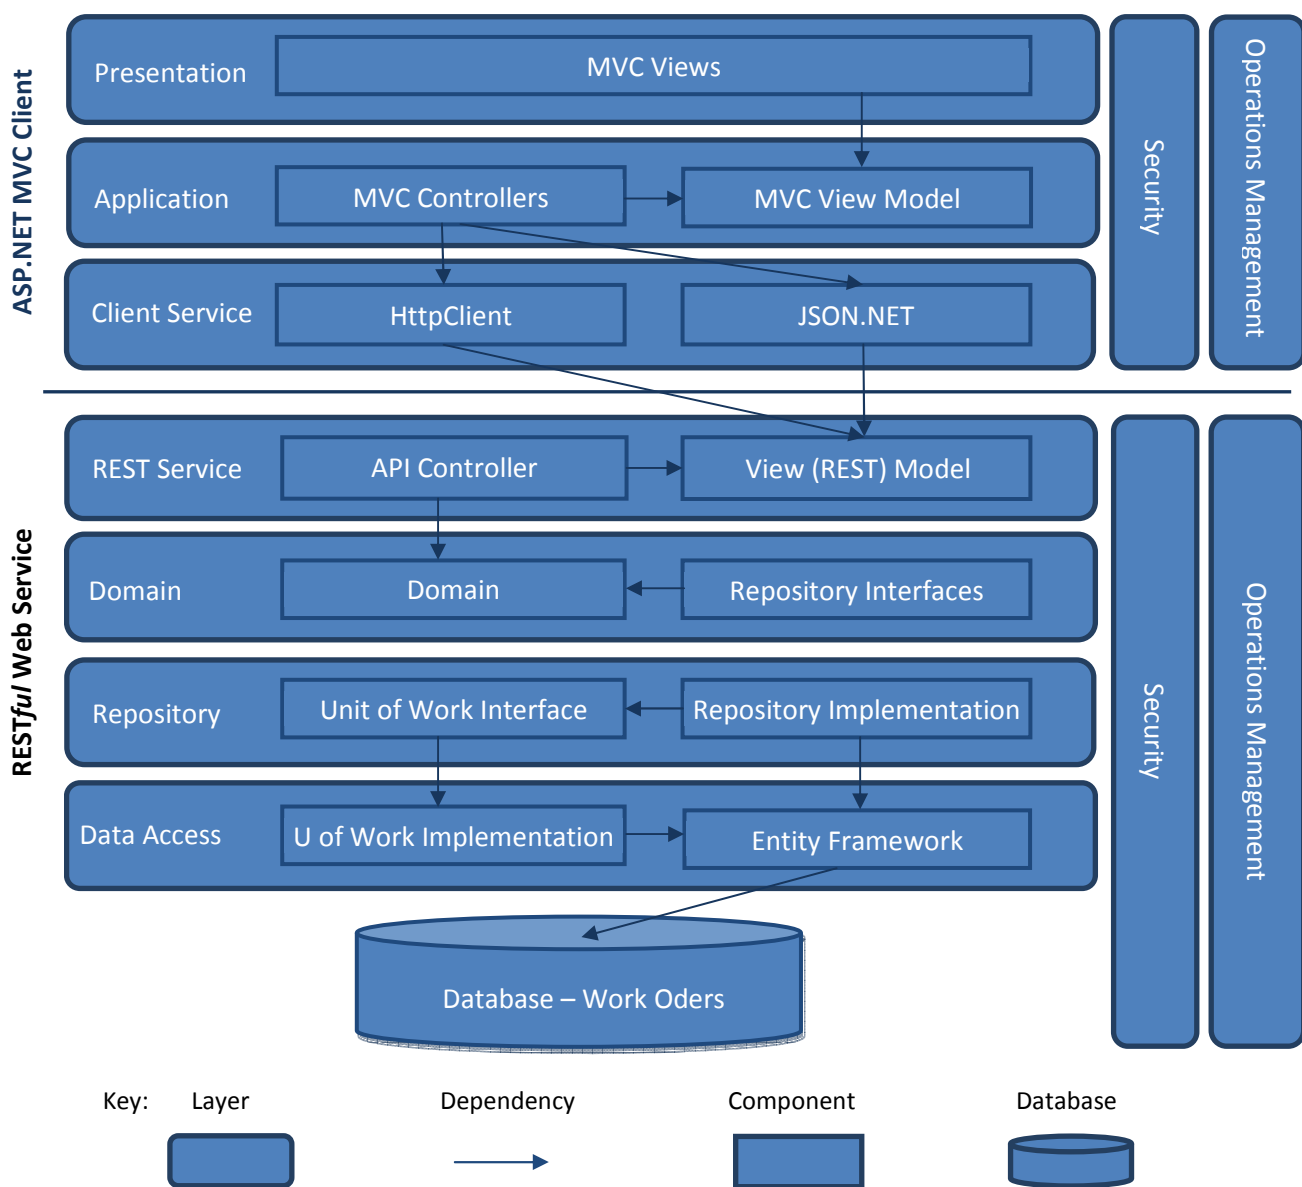 ASP.NET MVC Client
Presentation
MVC Views
Application
MVC Controllers
MVC View Model
Client Service
HttpClient
JSON.NET
Security
Operations Management
RESTful Web Service
REST Service
API Controller
View (REST) Model
Domain
Domain
Repository Interfaces
Repository
Unit of Work Interface
Repository Implementation
Data Access
U of Work Implementation
Entity Framework
Database – Work Oders
Security
Operations Management
Key:
Layer
Dependency
Component
Database